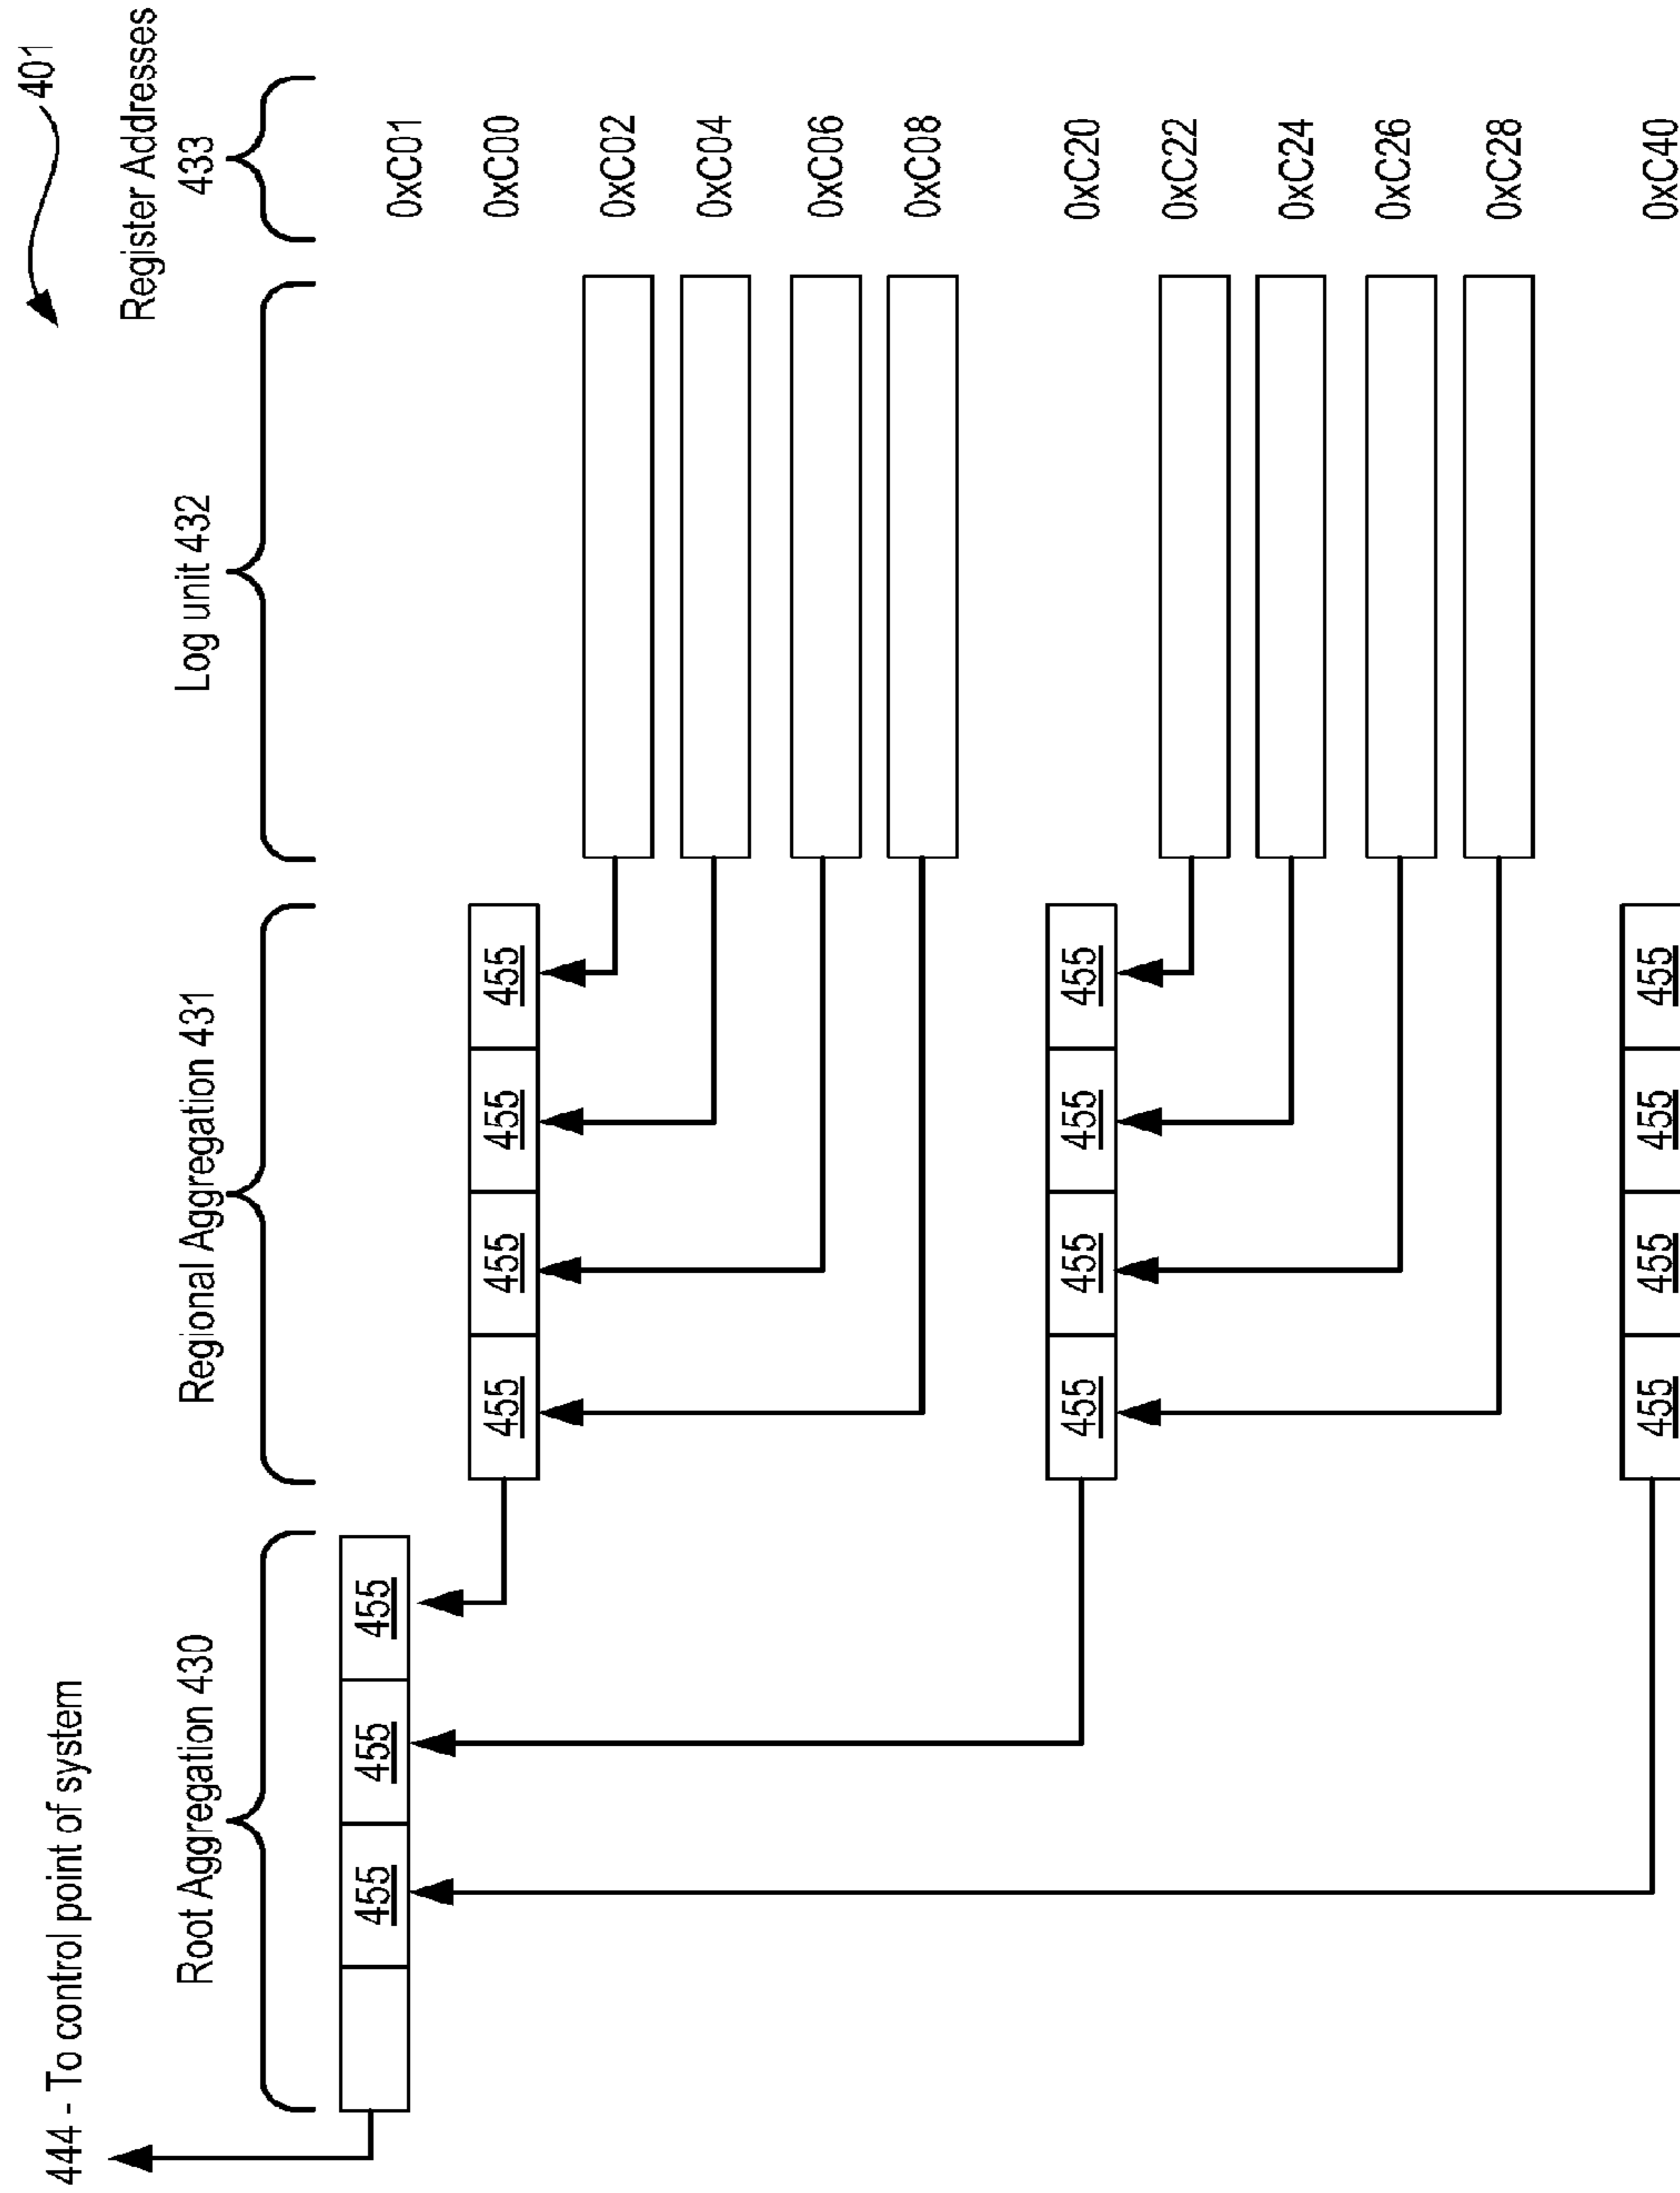 444 - To control point of system
401
Root Aggregation 430
Regional Aggregation 431
Log unit 432
Register Addresses
433
455
455
455
0xC01
455
455
455
455
0xC00
0xC02
0xC04
0xC06
0xC08
455
455
455
455
0xC20
0xC22
0xC24
0xC26
0xC28
455
455
455
455
0xC40